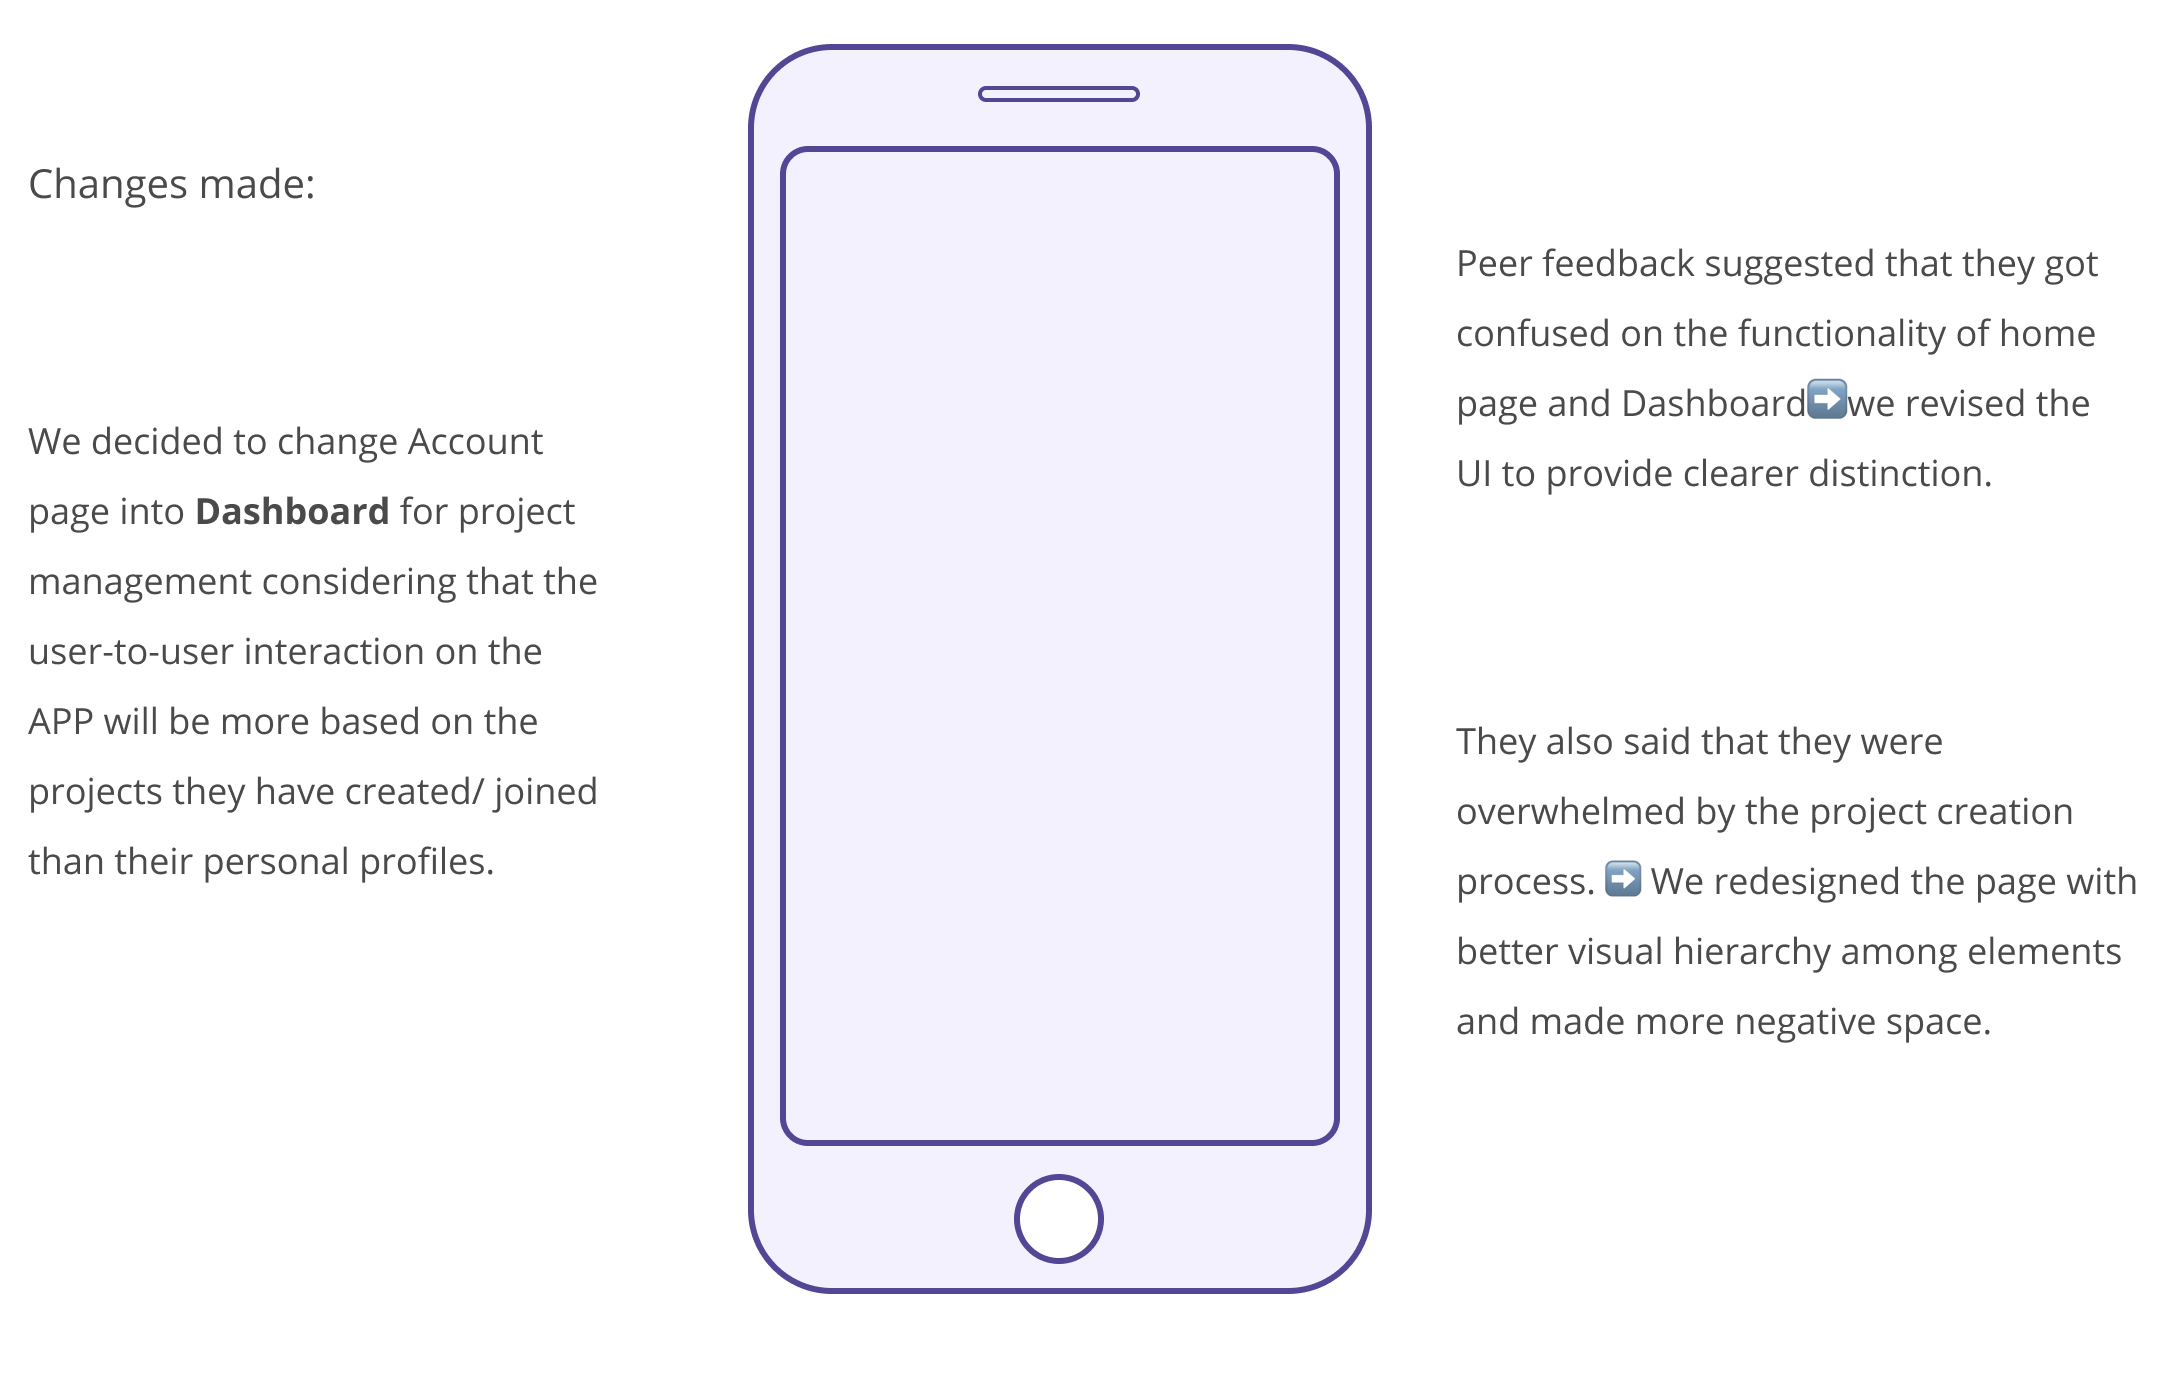 Changes made:
We decided to change Account
page into Dashboard for project
management considering that the
user-to-user interaction on the
APP will be more based on the
projects they have created/ joined
than their personal profiles.
Peer feedback suggested that they got
confused on the functionality of home
page and Dashboard➡️we revised the
UI to provide clearer distinction.
They also said that they were
overwhelmed by the project creation
process. ➡️ We redesigned the page with
better visual hierarchy among elements
and made more negative space.